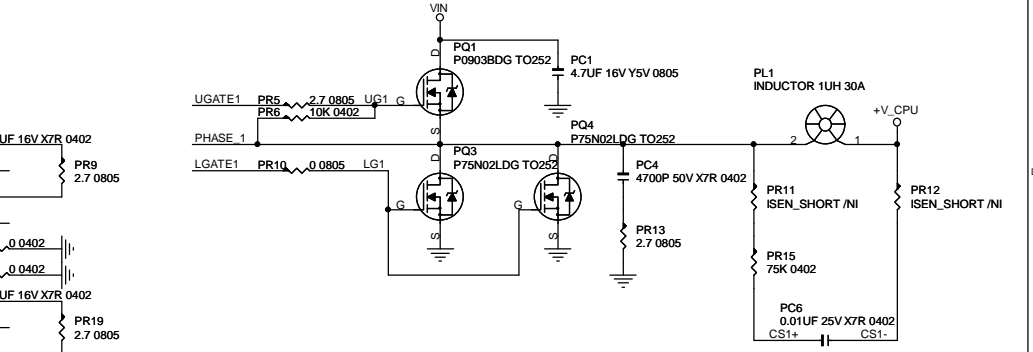 VIN
D
PQ1
P0903BDG TO252
PC1
4.7UF 16V Y5V 0805
PL1
INDUCTOR 1UH 30A
UGATE1
PR5
2.7 0805
UG1
G
PR6
10K 0402
+V_CPU
S
PQ4
P75N02LDG TO252
PHASE_1
2
1
UF 16V X7R 0402
PR9
2.7 0805
LGATE1
PR10
0 0805
LG1
PQ3
P75N02LDG TO252
D
D
PC4
4700P 50V X7R 0402
G
G
PR11
ISEN_SHORT /NI
PR12
ISEN_SHORT /NI
S
S
PR13
2.7 0805
0 0402
0 0402
PR15
75K 0402
UF 16V X7R 0402
PR19
2.7 0805
PC6
0.01UF 25V X7R 0402
CS1+
CS1-